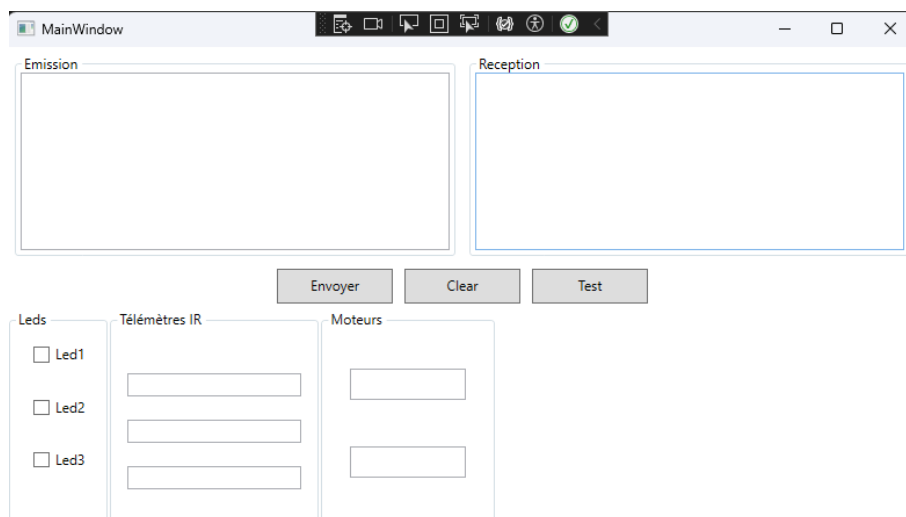 MainWindow
Emission
Reception
Envoyer
Clear
Test
Leds
Télémètres IR
Moteurs
Led1
Led2
Led3